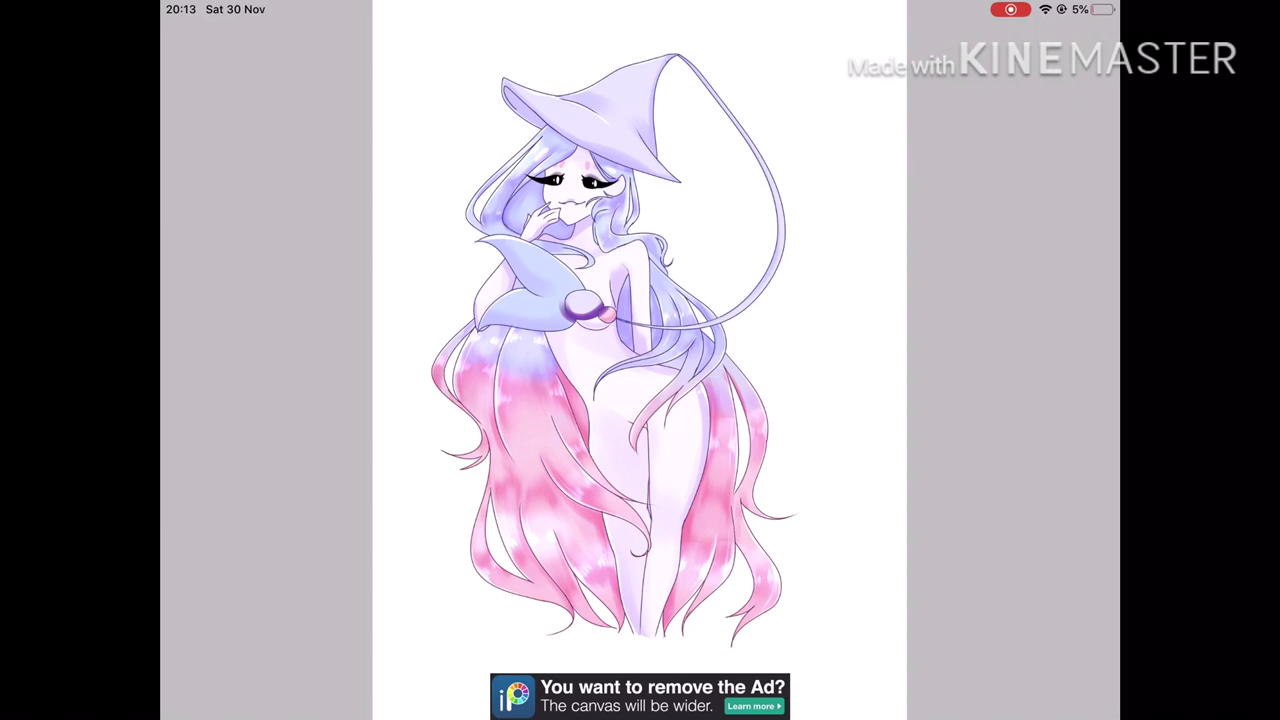 20:13 Sat 30 Nov
5%
Made with KINEMASTER
You want to remove the Ad?
The canvas will be wider.
Learn more